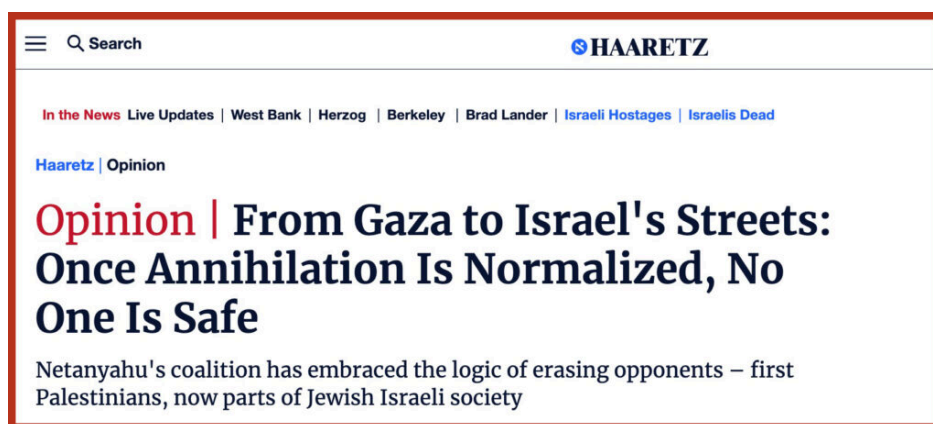 Search
HAARETZ
In the News Live Updates | West Bank | Herzog | Berkeley | Brad Lander | Israeli Hostages | Israelis Dead
Haaretz | Opinion
Opinion | From Gaza to Israel's Streets:
Once Annihilation Is Normalized, No
One Is Safe
Netanyahu's coalition has embraced the logic of erasing opponents – first
Palestinians, now parts of Jewish Israeli society